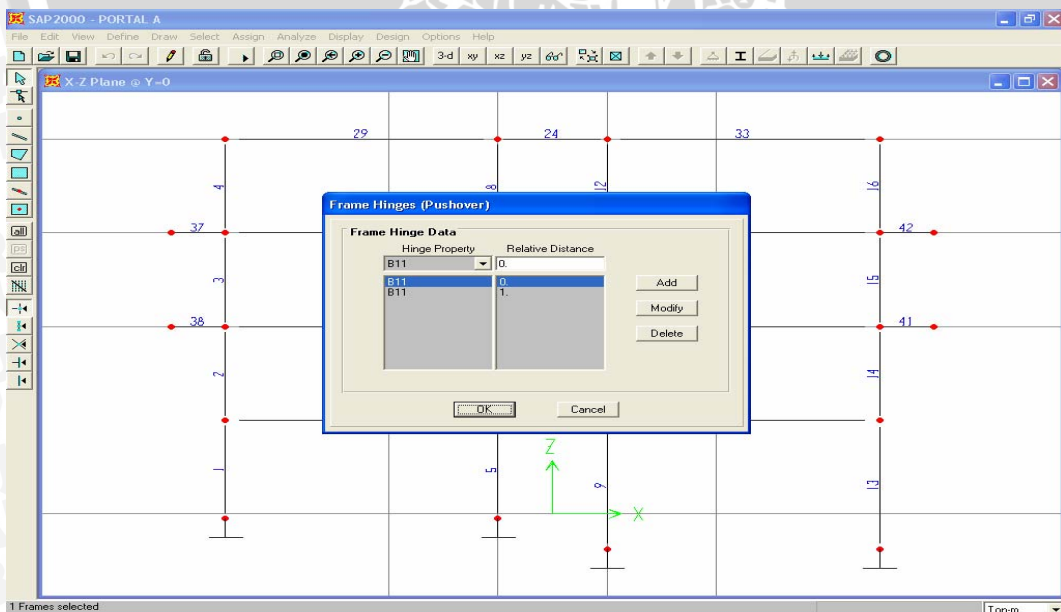 SAP2000 - PORTAL A
File Edit View Define Draw Select Assign Analyze Display Design Options Help
3-d xy xz yz
X-Z Plane @ Y=0
all
ps
clr
29 24 33
4 8 12 16
Frame Hinges (Pushover)
Frame Hinge Data
Hinge Property Relative Distance
B11 0.
B11 0.
B11 1.
Add
Modify
Delete
OK Cancel
37 42
3 15
38 41
2 14
Z
1 5 9 13
X
1 Frames selected
Ton-m